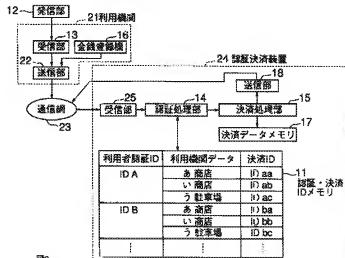 12 発信部
21利用機関
13 受信部
16 金銭登録機
24 認証決済装置
22 送信部
18 送信部
通信網 23
25 受信部
14 認証処理部
15 決済処理部
17 決済データメモリ
11 認証・決済IDメモリ
利用者認証ID 利用機関データ 決済ID
ID A あ 商店 ID aa
い 商店 ID ab
う 駐車場 ID ac
ID B あ 商店 ID ba
い 商店 ID bb
う 駐車場 ID bc